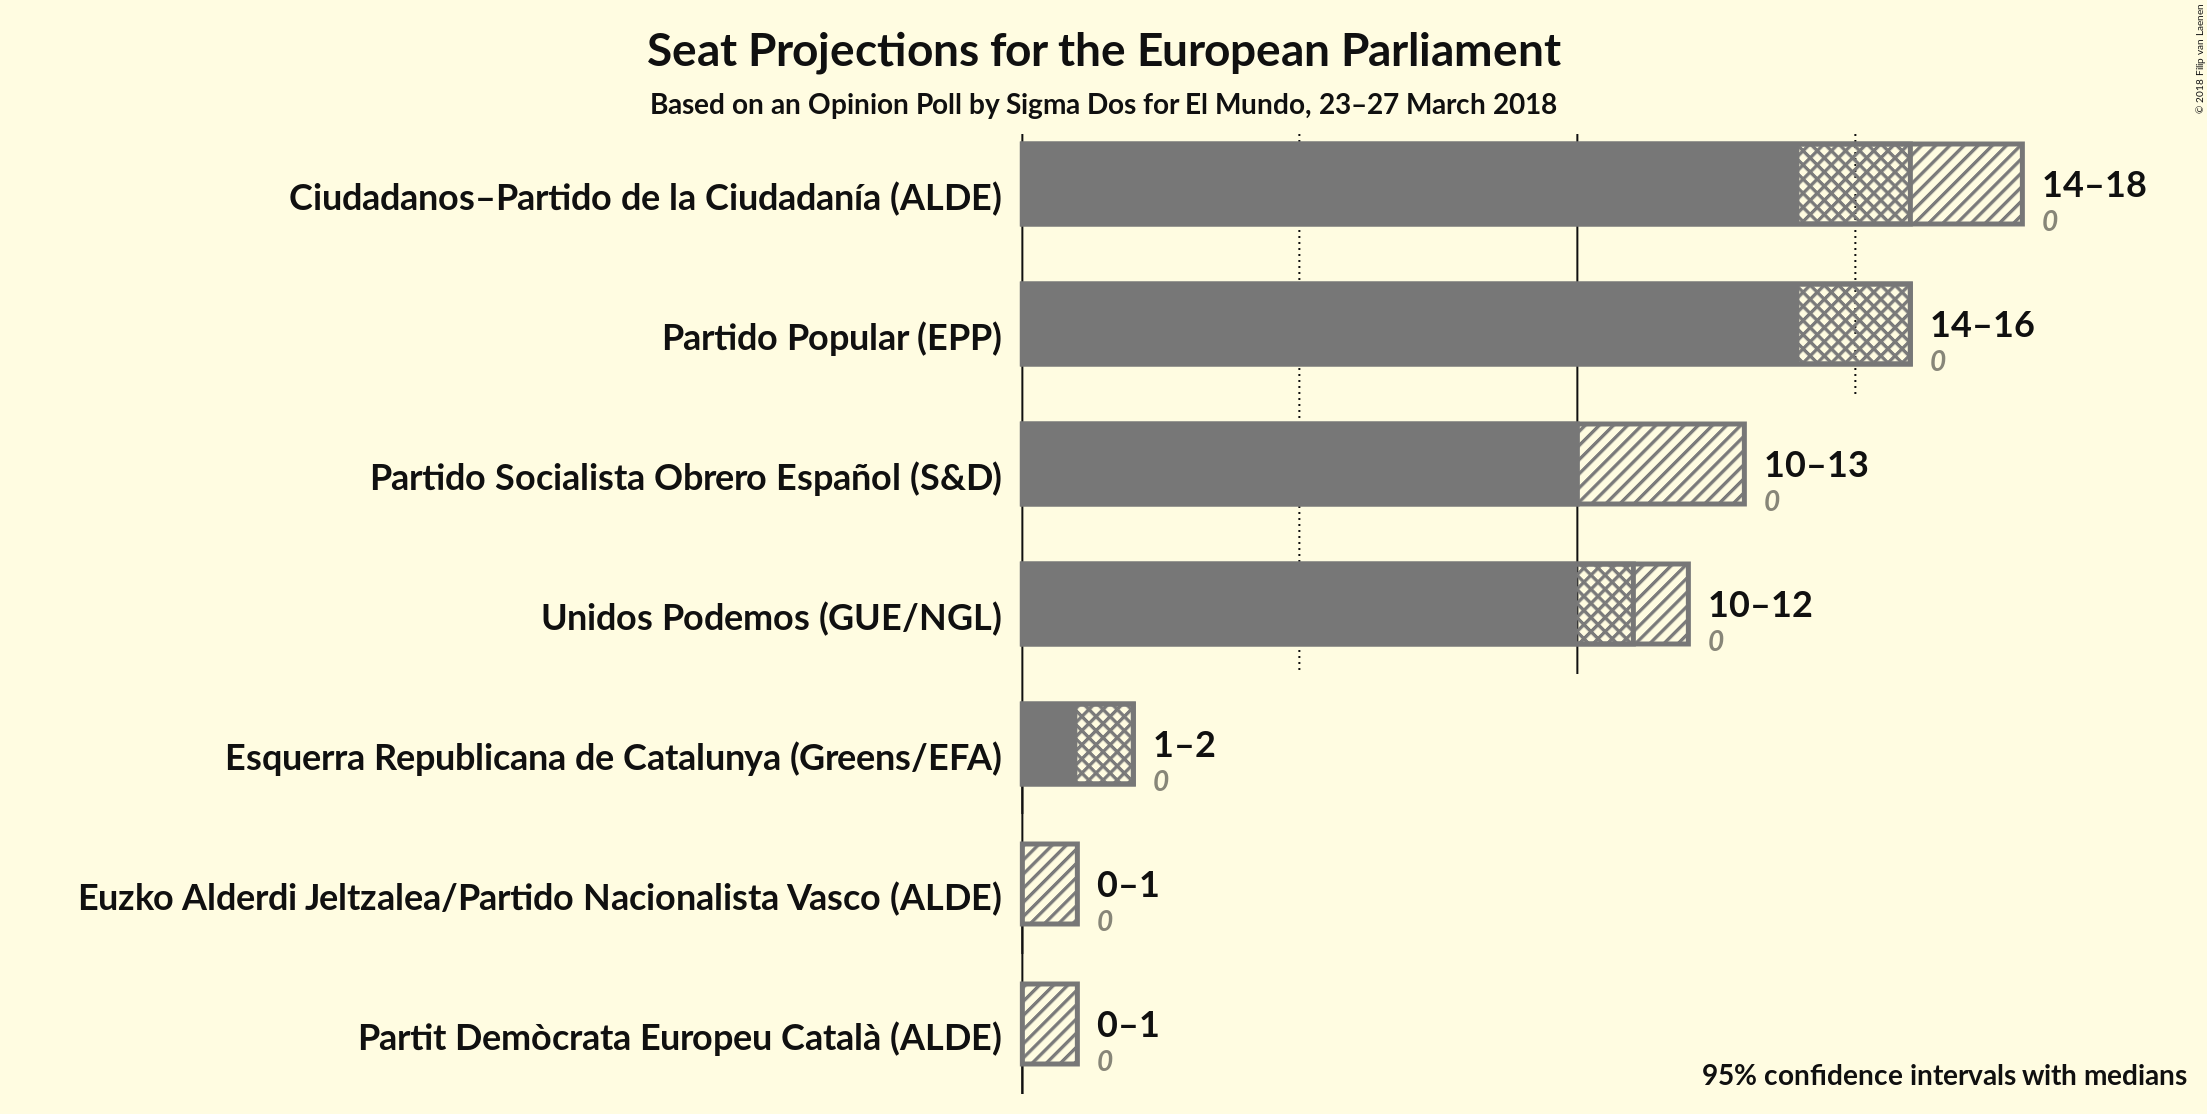 Seat Projections for the European Parliament
Based on an Opinion Poll by Sigma Dos for El Mundo, 23–27 March 2018
© 2018 Filip van Laenen
Ciudadanos–Partido de la Ciudadanía (ALDE)
14–18
0
Partido Popular (EPP)
14–16
0
Partido Socialista Obrero Español (S&D)
10–13
0
Unidos Podemos (GUE/NGL)
10–12
0
Esquerra Republicana de Catalunya (Greens/EFA)
1–2
0
Euzko Alderdi Jeltzalea/Partido Nacionalista Vasco (ALDE)
0–1
0
Partit Demòcrata Europeu Català (ALDE)
0–1
0
95% confidence intervals with medians